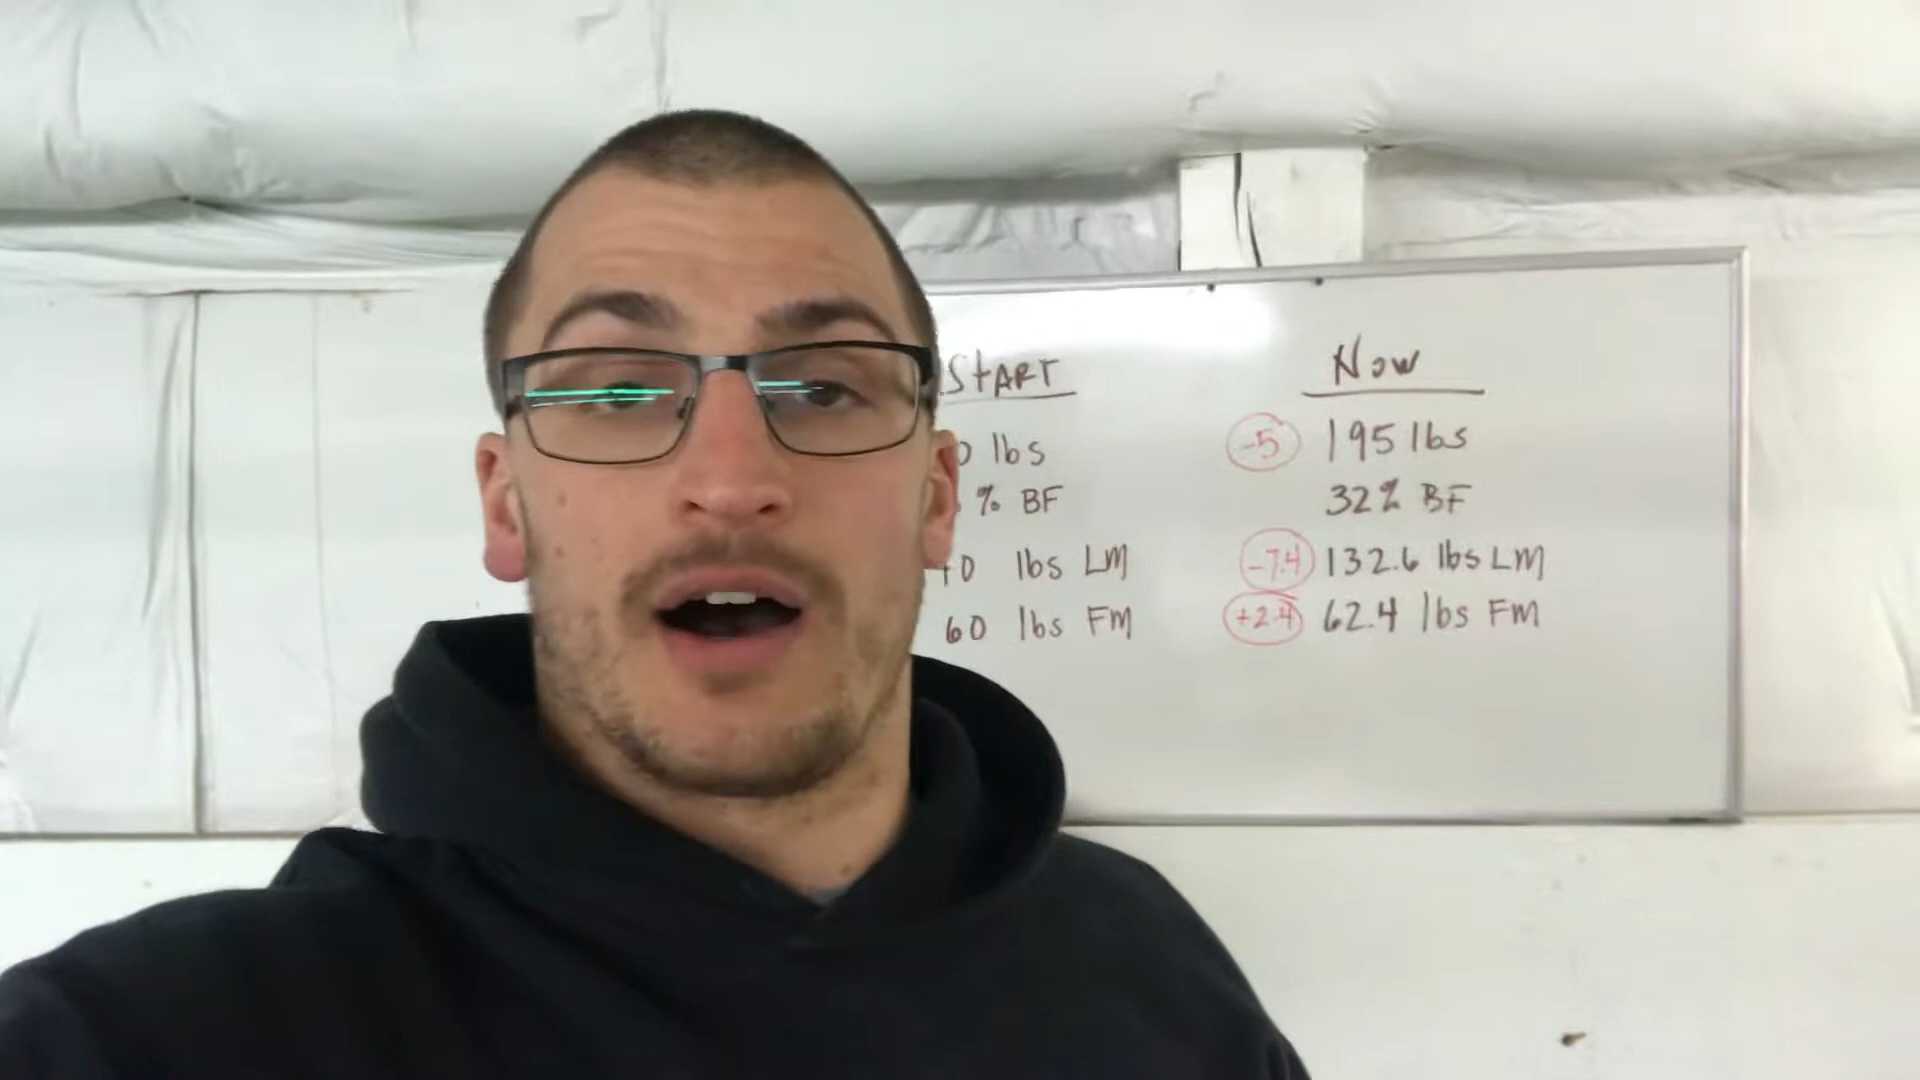 START Now
lbs -5 195 lbs
% BF 32% BF
lbs LM -7.4 132.6 lbs LM
60 lbs FM +2.4 62.4 lbs FM